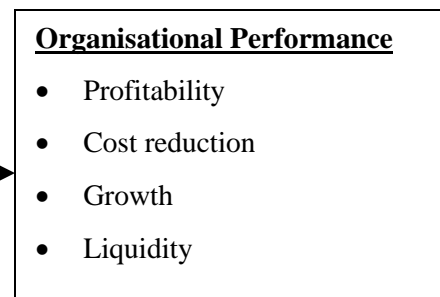 Organisational Performance
• Profitability
• Cost reduction
• Growth
• Liquidity